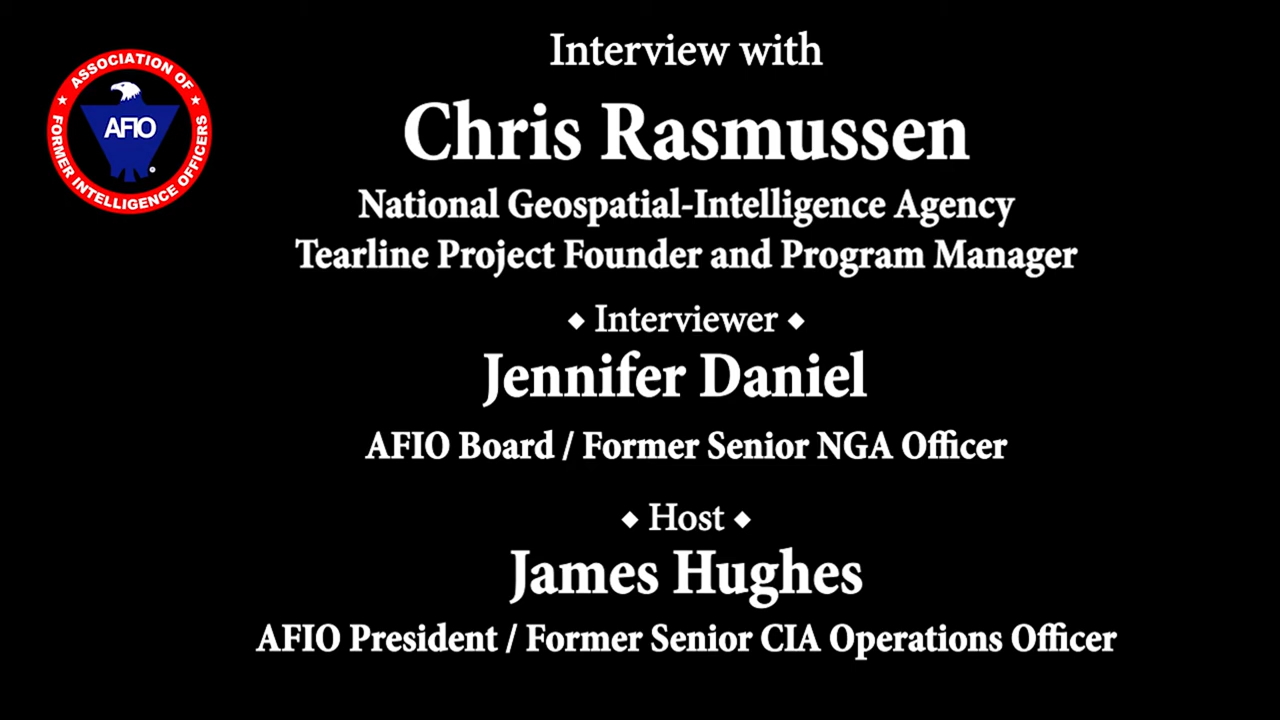 ASSOCIATION OF
FORMER INTELLIGENCE OFFICERS
AFIO
Interview with
Chris Rasmussen
National Geospatial-Intelligence Agency
Tearline Project Founder and Program Manager
◆ Interviewer ◆
Jennifer Daniel
AFIO Board / Former Senior NGA Officer
◆ Host ◆
James Hughes
AFIO President / Former Senior CIA Operations Officer